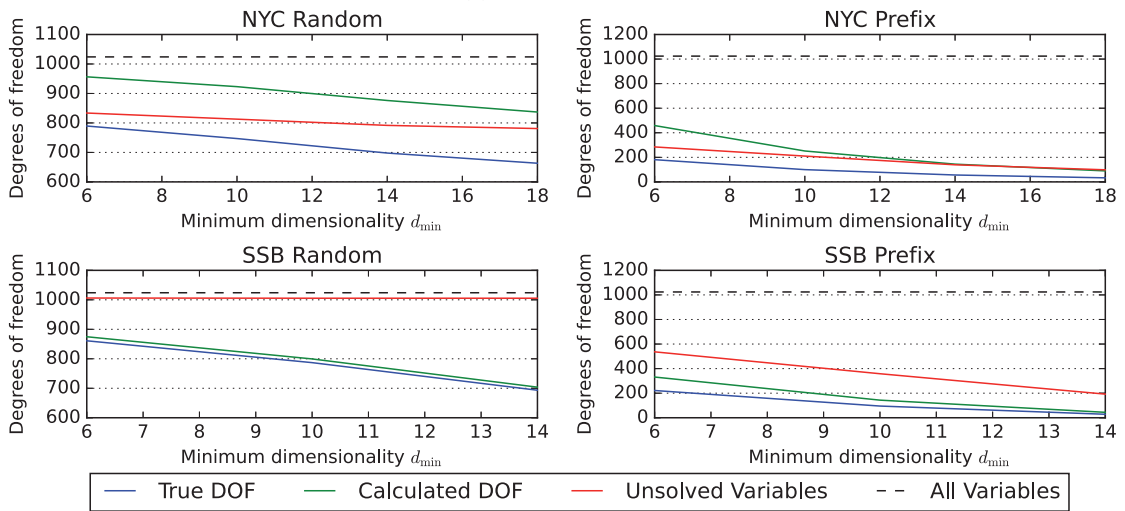 NYC Random
Degrees of freedom
1100
1000
900
800
700
600
6 8 10 12 14 16 18
Minimum dimensionality d_min
NYC Prefix
Degrees of freedom
1200
1000
800
600
400
200
0
6 8 10 12 14 16 18
Minimum dimensionality d_min
SSB Random
Degrees of freedom
1100
1000
900
800
700
600
6 7 8 9 10 11 12 13 14
Minimum dimensionality d_min
SSB Prefix
Degrees of freedom
1200
1000
800
600
400
200
0
6 7 8 9 10 11 12 13 14
Minimum dimensionality d_min
True DOF Calculated DOF Unsolved Variables All Variables